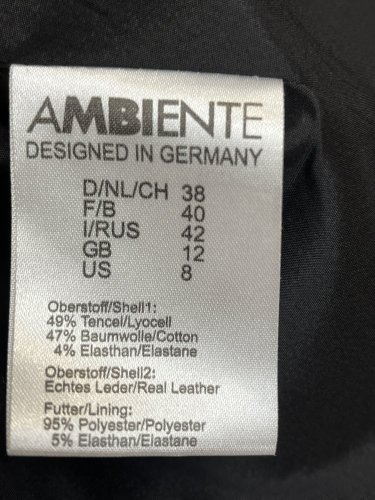 AMBIENTE
DESIGNED IN GERMANY
D/NL/CH 38
F/B 40
I/RUS 42
GB 12
US 8
Oberstoff/Shell1:
49% Tencel/Lyocell
47% Baumwolle/Cotton
4% Elasthan/Elastane
Oberstoff/Shell2:
Echtes Leder/Real Leather
Futter/Lining:
95% Polyester/Polyester
5% Elasthan/Elastane